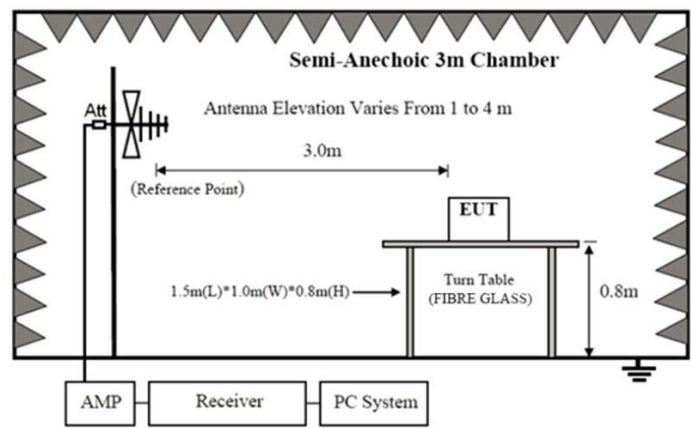 Semi-Anechoic 3m Chamber
Att
Antenna Elevation Varies From 1 to 4 m
3.0m
(Reference Point)
EUT
1.5m(L)*1.0m(W)*0.8m(H)
Turn Table
(FIBRE GLASS)
0.8m
AMP
Receiver
PC System